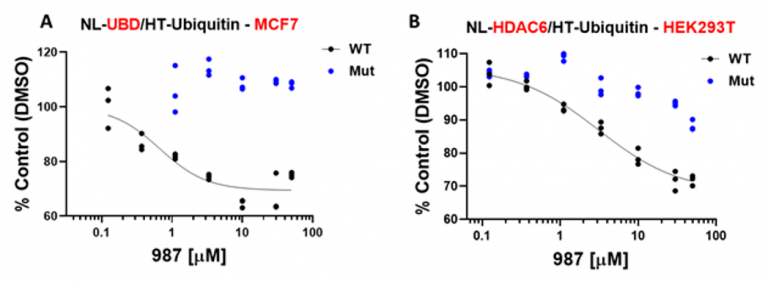 A
NL-UBD/HT-Ubiquitin - MCF7
WT
Mut
% Control (DMSO)
120
100
80
60
0.1
1
10
100
987 [µM]
B
NL-HDAC6/HT-Ubiquitin - HEK293T
WT
Mut
% Control (DMSO)
110
100
90
80
70
60
0.1
1
10
100
987 [µM]